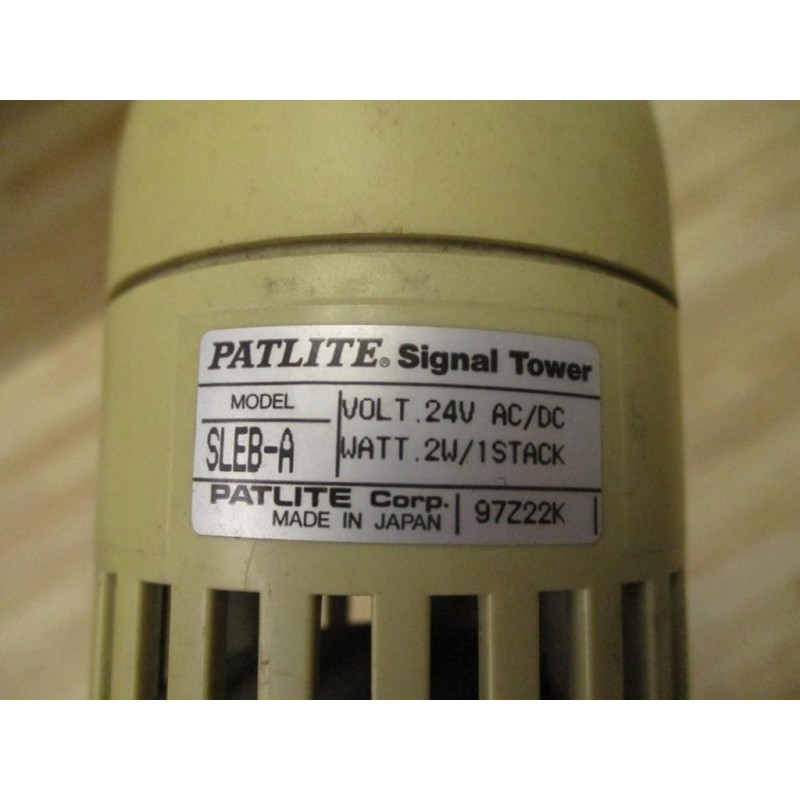 PATLITE® Signal Tower
MODEL
SLEB-A
VOLT.24V AC/DC
WATT.2W/1STACK
PATLITE Corp.
MADE IN JAPAN
97Z22K